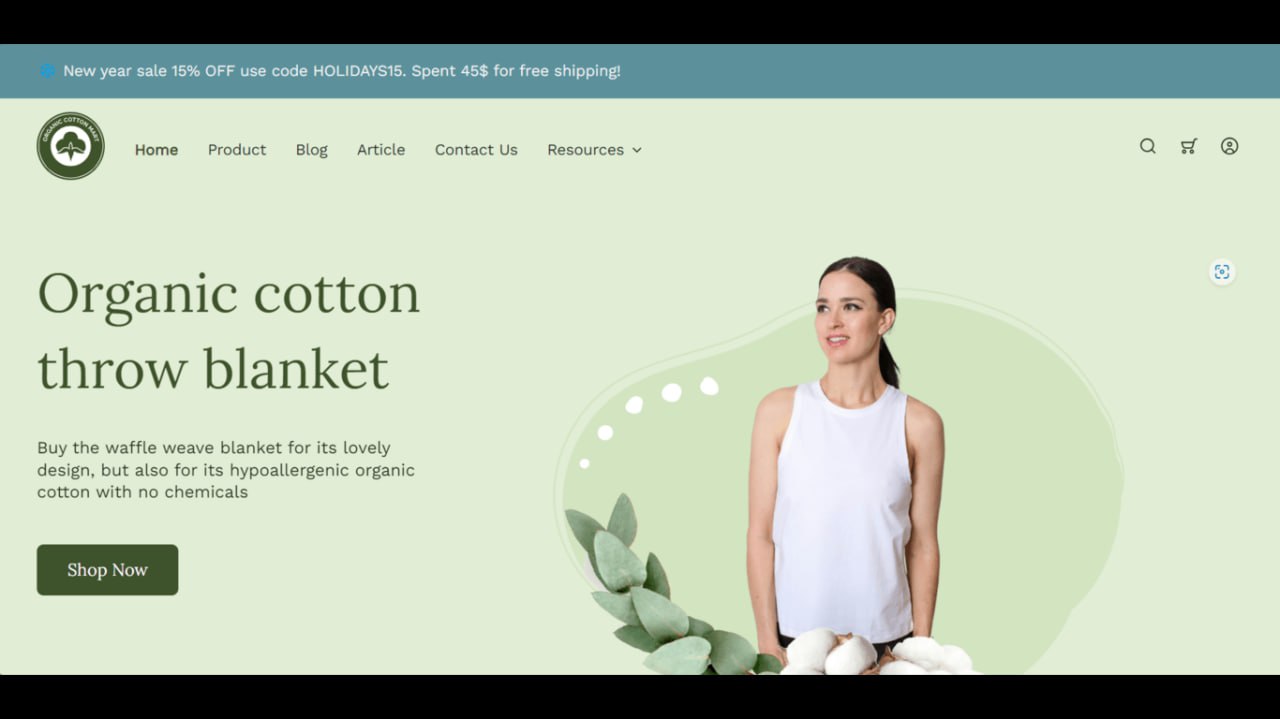 New year sale 15% OFF use code HOLIDAYS15. Spent 45$ for free shipping!
ORGANIC COTTON MART
Home Product Blog Article Contact Us Resources
Organic cotton
throw blanket
Buy the waffle weave blanket for its lovely
design, but also for its hypoallergenic organic
cotton with no chemicals
Shop Now